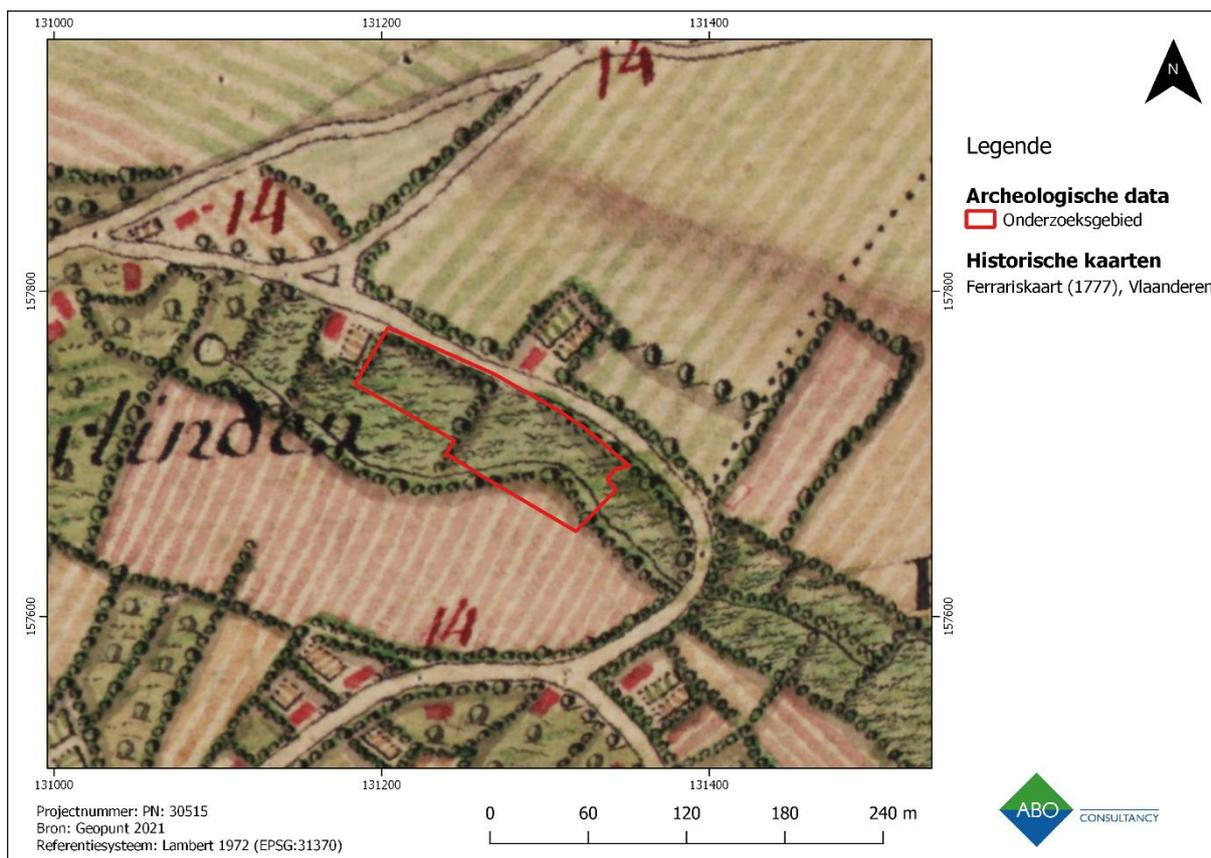 131000 131200 131400
14
N
Legende
Archeologische data
Onderzoeksgebied
Historische kaarten
Ferrariskaart (1777), Vlaanderen
14
157800 157800
linden
157600 157600
14
131000 131200 131400
Projectnummer: PN: 30515
Bron: Geopunt 2021
Referentiesysteem: Lambert 1972 (EPSG:31370)
0 60 120 180 240 m
ABO
CONSULTANCY